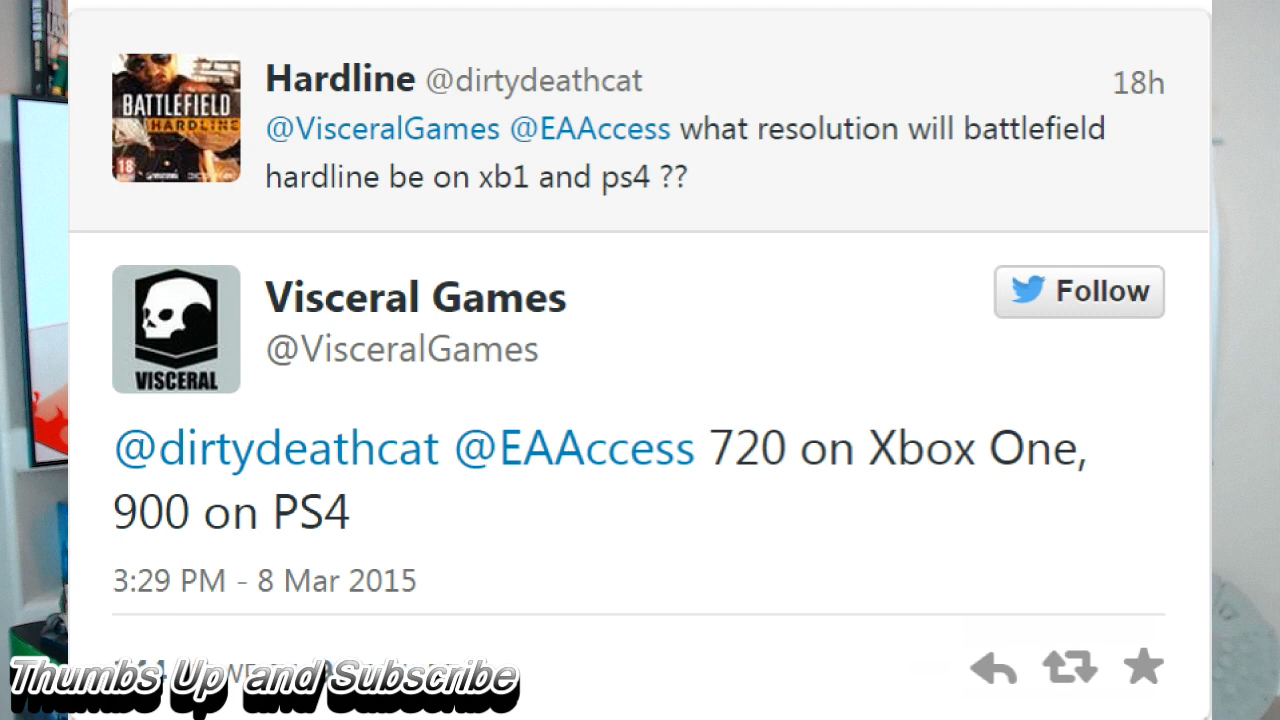 Hardline @dirtydeathcat
18h
@VisceralGames @EAAccess what resolution will battlefield
hardline be on xb1 and ps4 ??
BATTLEFIELD
HARDLINE
18
Visceral Games
@VisceralGames
Follow
VISCERAL
@dirtydeathcat @EAAccess 720 on Xbox One,
900 on PS4
3:29 PM - 8 Mar 2015
Thumbs Up and Subscribe